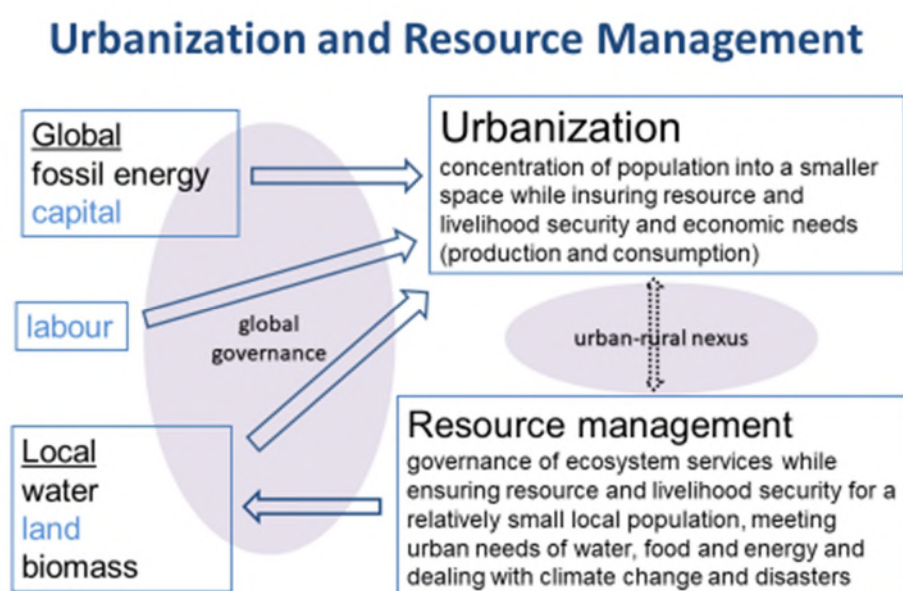 Urbanization and Resource Management
Global
fossil energy
capital
labour
Local
water
land
biomass
global
governance
Urbanization
concentration of population into a smaller
space while insuring resource and
livelihood security and economic needs
(production and consumption)
urban-rural nexus
Resource management
governance of ecosystem services while
ensuring resource and livelihood security for a
relatively small local population, meeting
urban needs of water, food and energy and
dealing with climate change and disasters